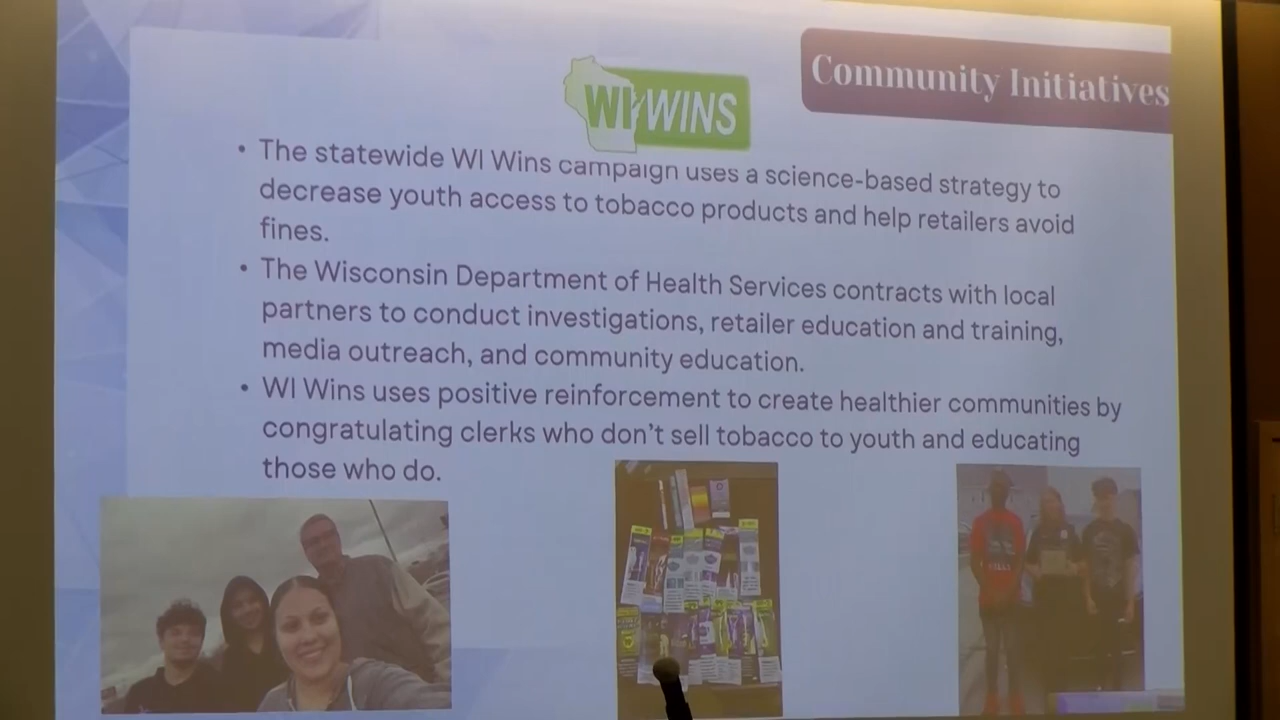 Community Initiatives
WI WINS
• The statewide WI Wins campaign uses a science-based strategy to
decrease youth access to tobacco products and help retailers avoid
fines.
• The Wisconsin Department of Health Services contracts with local
partners to conduct investigations, retailer education and training,
media outreach, and community education.
• WI Wins uses positive reinforcement to create healthier communities by
congratulating clerks who don't sell tobacco to youth and educating
those who do.